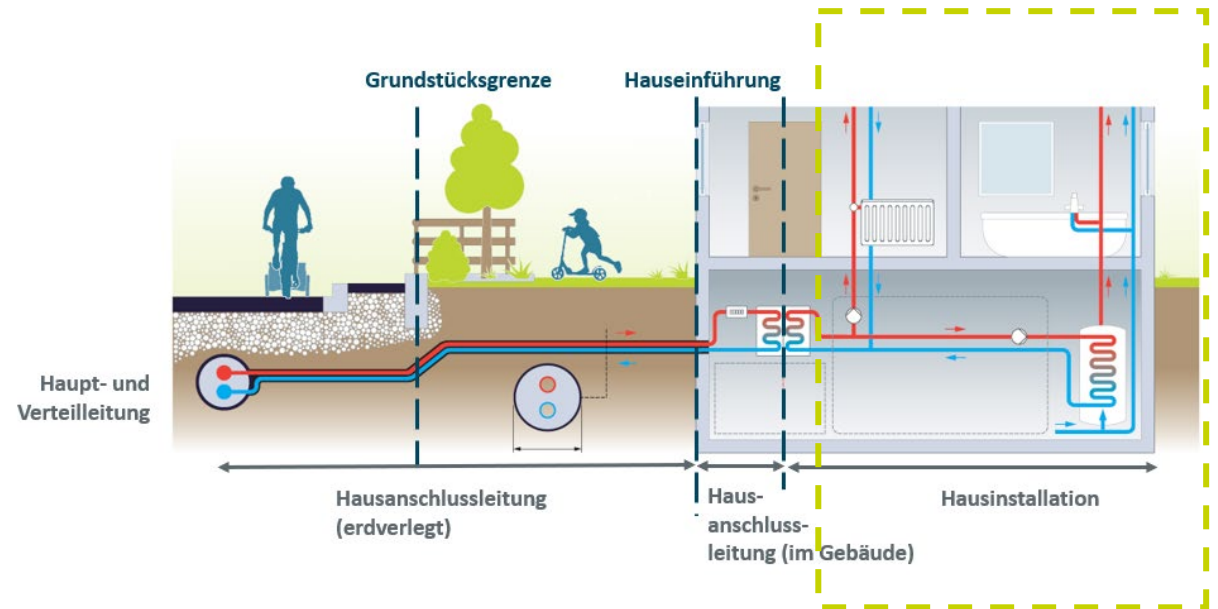 Grundstücksgrenze
Hauseinführung
Haupt- und
Verteilleitung
Hausanschlussleitung
(erdverlegt)
Haus-
anschluss-
leitung (im Gebäude)
Hausinstallation